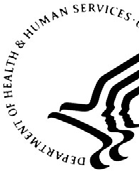 DEPARTMENT OF HEALTH & HUMAN SERVICES